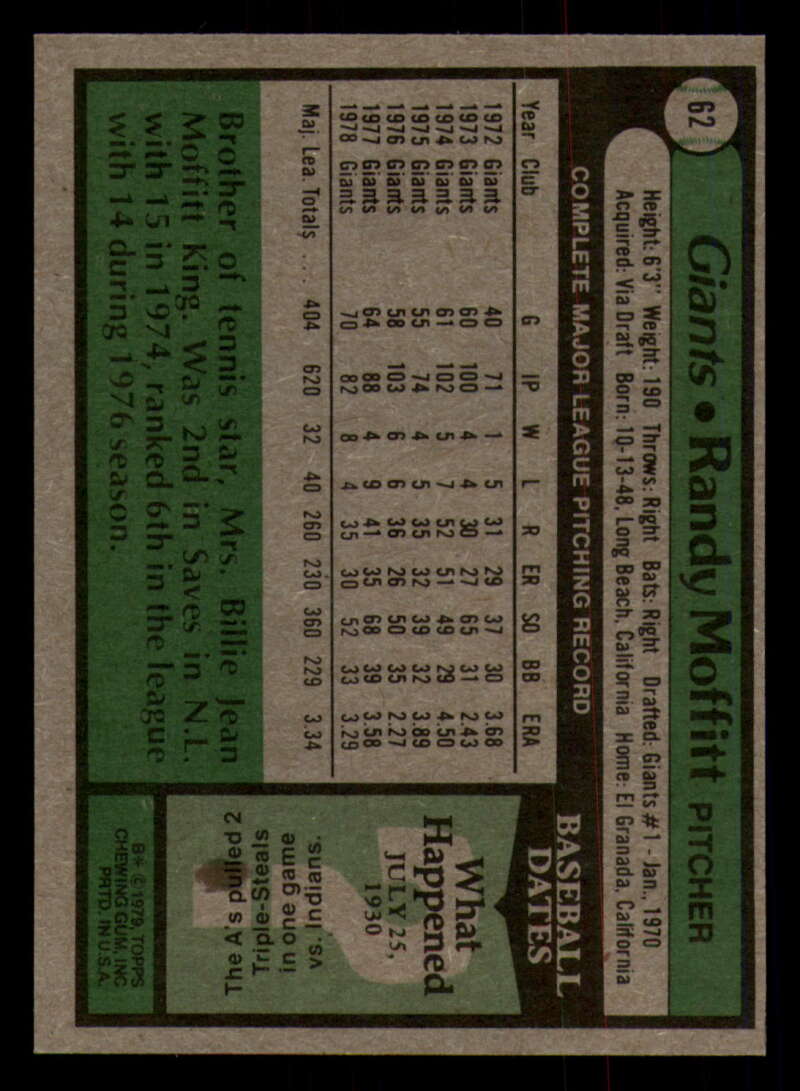 62
Giants • Randy Moffitt PITCHER
Height: 6'3" Weight: 190 Throws: Right Bats: Right Drafted: Giants #1 - Jan., 1970
Acquired: Via Draft Born: 10-13-48, Long Beach, California Home: El Granada, California
COMPLETE MAJOR LEAGUE PITCHING RECORD
Year Club G IP W L R ER SO BB ERA
1972 Giants 40 71 1 5 31 29 37 30 3.68
1973 Giants 60 100 4 4 30 27 65 31 2.43
1974 Giants 61 102 5 7 52 51 49 29 4.50
1975 Giants 55 74 4 5 35 32 39 32 3.89
1976 Giants 58 103 6 6 36 26 50 35 2.27
1977 Giants 64 88 4 9 41 35 68 39 3.58
1978 Giants 70 82 8 4 35 30 52 33 3.29
Maj. Lea. Totals ... 404 620 32 40 260 230 360 229 3.34
Brother of tennis star, Mrs. Billie Jean
Moffitt King. Was 2nd in Saves in N.L.
with 15 in 1974, ranked 6th in the league
with 14 during 1976 season.
BASEBALL
DATES
What
Happened
JULY 25,
1930
The A's pulled 2
Triple-Steals
in one game
vs. Indians.
B* © 1979, TOPPS
CHEWING GUM, INC
PRTD. IN U.S.A.